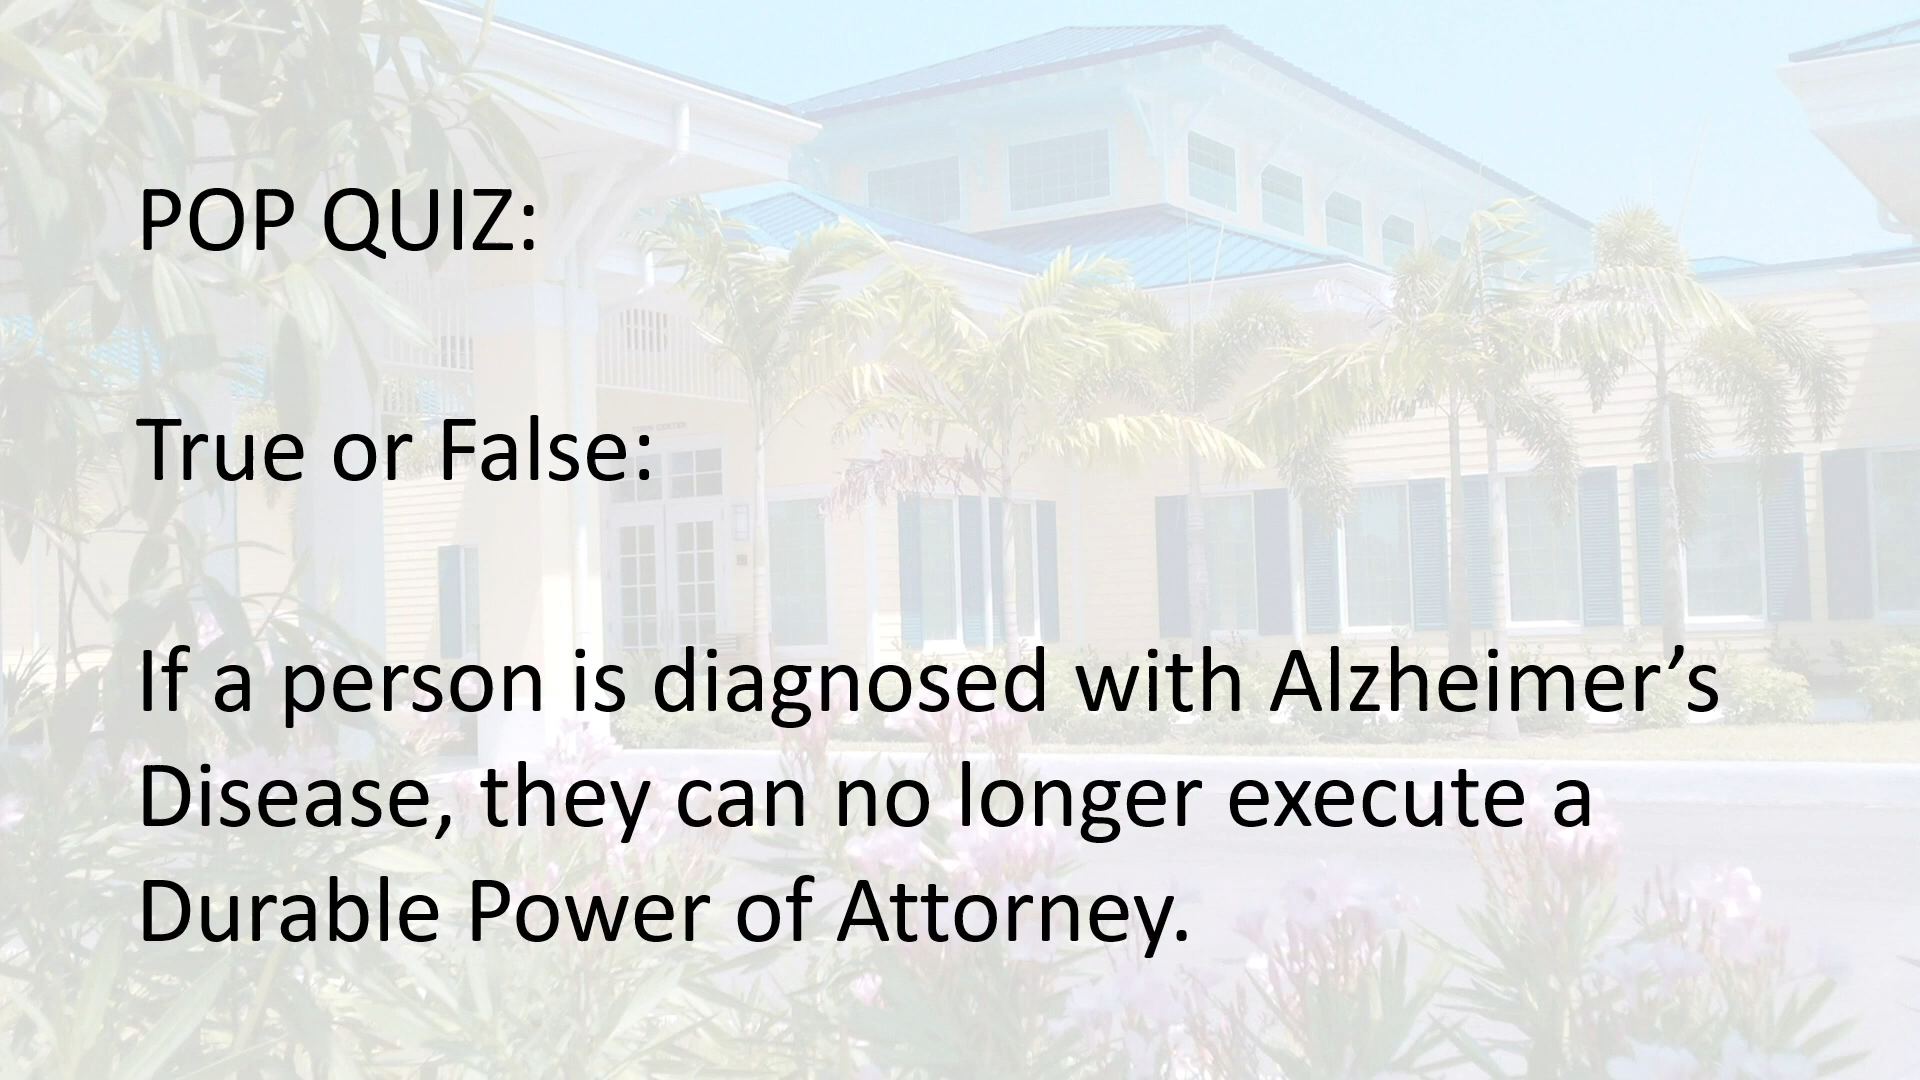 POP QUIZ:
True or False:
If a person is diagnosed with Alzheimer’s
Disease, they can no longer execute a
Durable Power of Attorney.